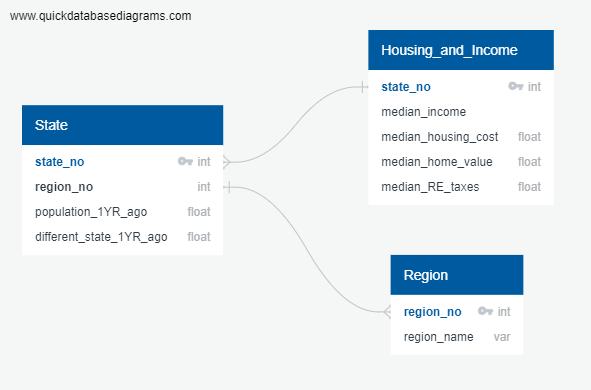 www.quickdatabasediagrams.com
Housing_and_Income
state_no int
median_income
median_housing_cost float
median_home_value float
median_RE_taxes float
State
state_no int
region_no int
population_1YR_ago float
different_state_1YR_ago float
Region
region_no int
region_name var